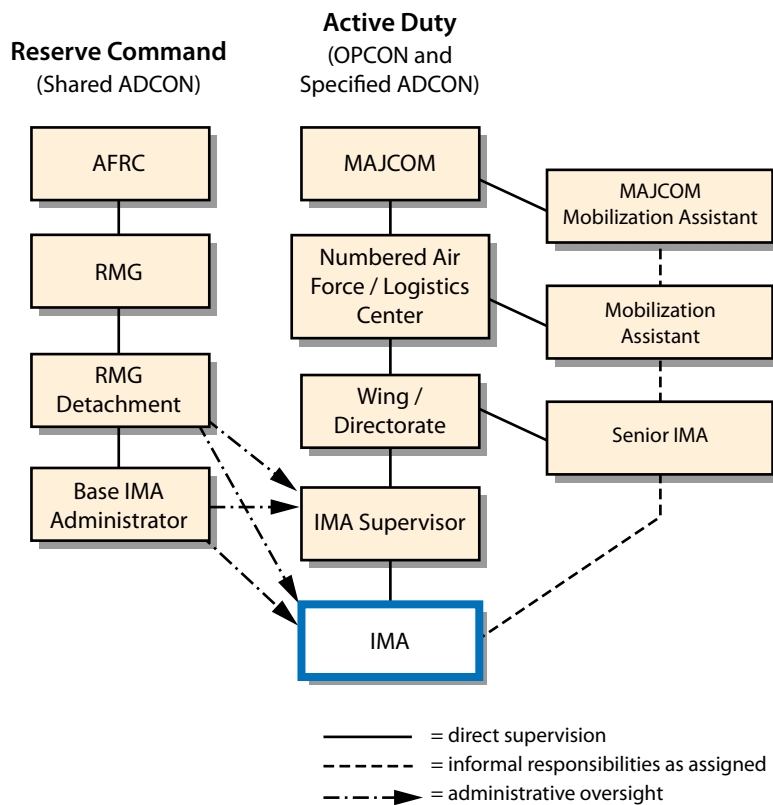 Reserve Command
(Shared ADCON)
Active Duty
(OPCON and
Specified ADCON)
AFRC
RMG
RMG
Detachment
Base IMA
Administrator
MAJCOM
Numbered Air
Force / Logistics
Center
Wing /
Directorate
IMA Supervisor
IMA
MAJCOM
Mobilization Assistant
Mobilization
Assistant
Senior IMA
= direct supervision
= informal responsibilities as assigned
= administrative oversight